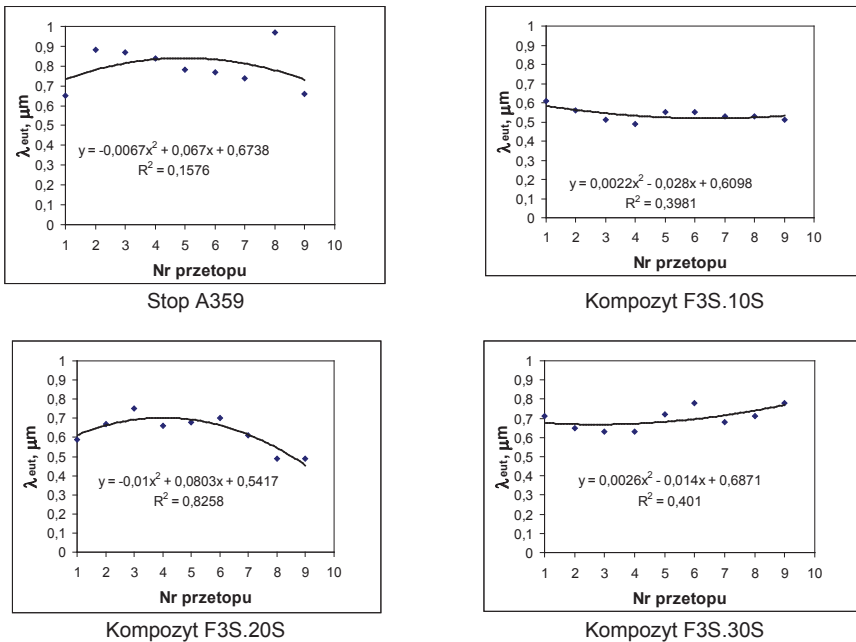 1
0,9
0,8
0,7
0,6
0,5
0,4
0,3
0,2
0,1
0
λeut, μm
y = -0,0067x² + 0,067x + 0,6738
R² = 0,1576
1 2 3 4 5 6 7 8 9 10
Nr przetopu
Stop A359
1
0,9
0,8
0,7
0,6
0,5
0,4
0,3
0,2
0,1
0
λeut, μm
y = 0,0022x² - 0,028x + 0,6098
R² = 0,3981
1 2 3 4 5 6 7 8 9 10
Nr przetopu
Kompozyt F3S.10S
1
0,9
0,8
0,7
0,6
0,5
0,4
0,3
0,2
0,1
0
λeut, μm
y = -0,01x² + 0,0803x + 0,5417
R² = 0,8258
1 2 3 4 5 6 7 8 9 10
Nr przetopu
Kompozyt F3S.20S
1
0,9
0,8
0,7
0,6
0,5
0,4
0,3
0,2
0,1
0
λeut, μm
y = 0,0026x² - 0,014x + 0,6871
R² = 0,401
1 2 3 4 5 6 7 8 9 10
Nr przetopu
Kompozyt F3S.30S